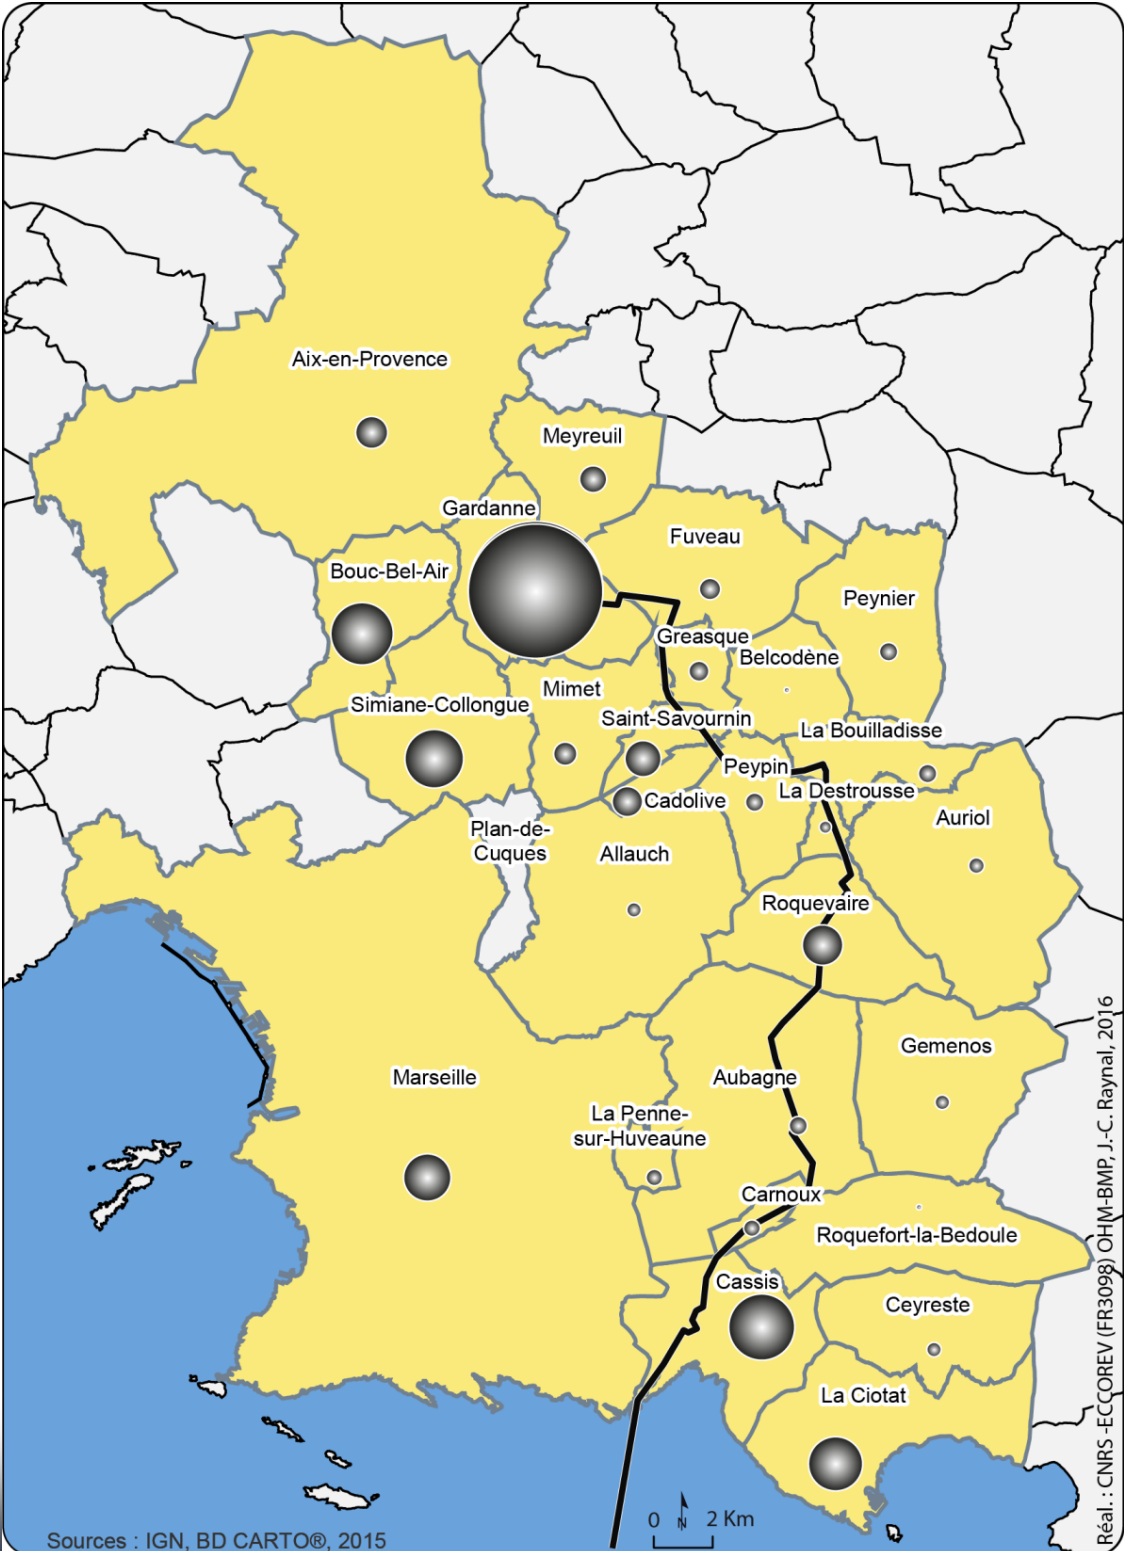 Aix-en-Provence
Meyreuil
Gardanne
Fuveau
Bouc-Bel-Air
Peynier
Greasque
Belcodène
Mimet
Simiane-Collongue
Saint-Savournin
La Bouilladisse
Peypin
La Destrousse
Cadolive
Auriol
Plan-de-
Cuques
Allauch
Roquevaire
Gemenos
Marseille
Aubagne
La Penne-
sur-Huveaune
Carnoux
Roquefort-la-Bedoule
Cassis
Ceyreste
La Ciotat
0 N 2 Km
Sources : IGN, BD CARTO®, 2015
Réal. : CNRS -ECCOREV (FR3098) OHM-BMP, J.-C. Raynal, 2016